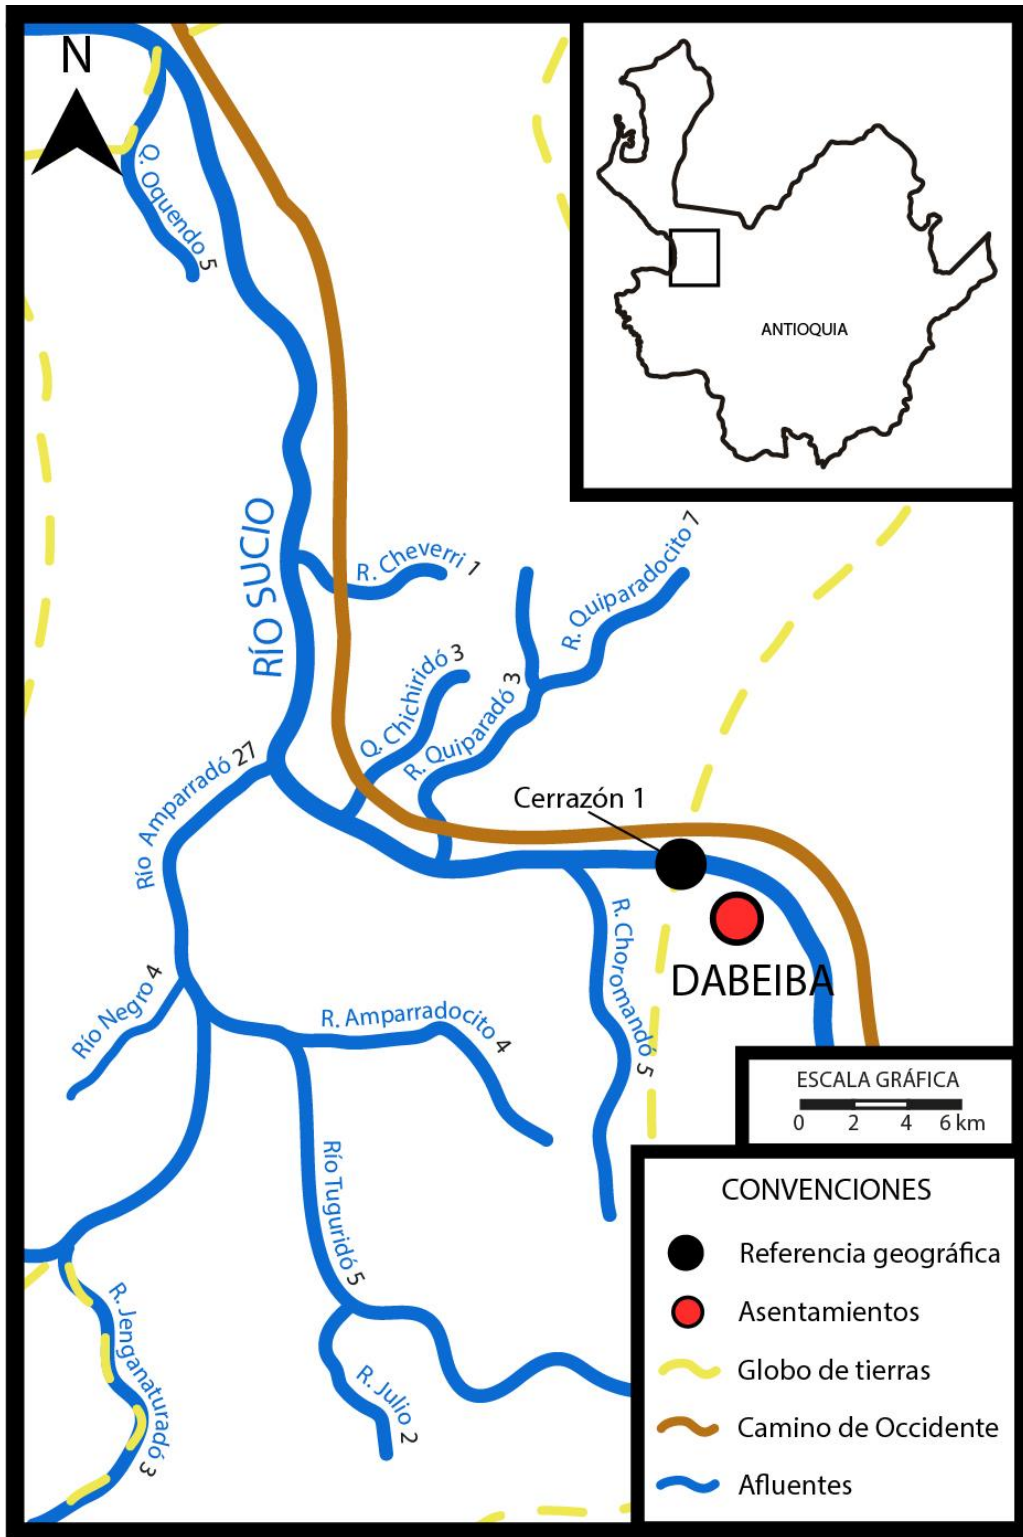 N
Q. Oquendo 5
ANTIOQUIA
RÍO SUCIO
R. Cheverri 1
R. Quiparadocito 7
Q. Chichiridó 3
R. Quiparadó 3
Río Amparradó 27
Cerrazón 1
R. Choromandó 5
DABEIBA
Río Negro 4
R. Amparradocito 4
Río Tuguridó 5
R. Jenganaturadó 3
R. Julio 2
ESCALA GRÁFICA
0 2 4 6 km
CONVENCIONES
Referencia geográfica
Asentamientos
Globo de tierras
Camino de Occidente
Afluentes